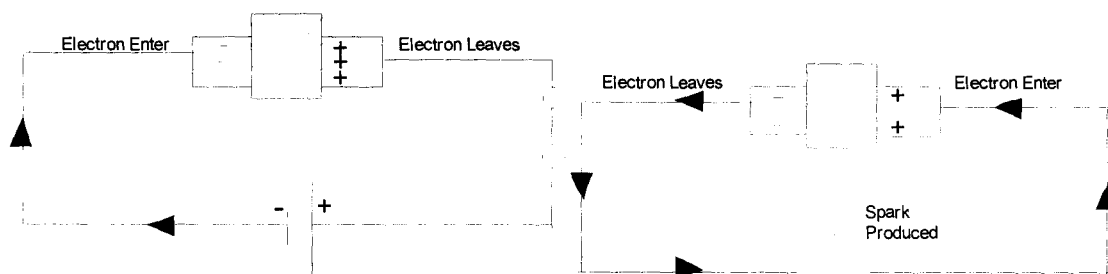 Electron Enter
Electron Leaves
- +
+
+
+
- +
Electron Leaves
Electron Enter
+
+
Spark
Produced